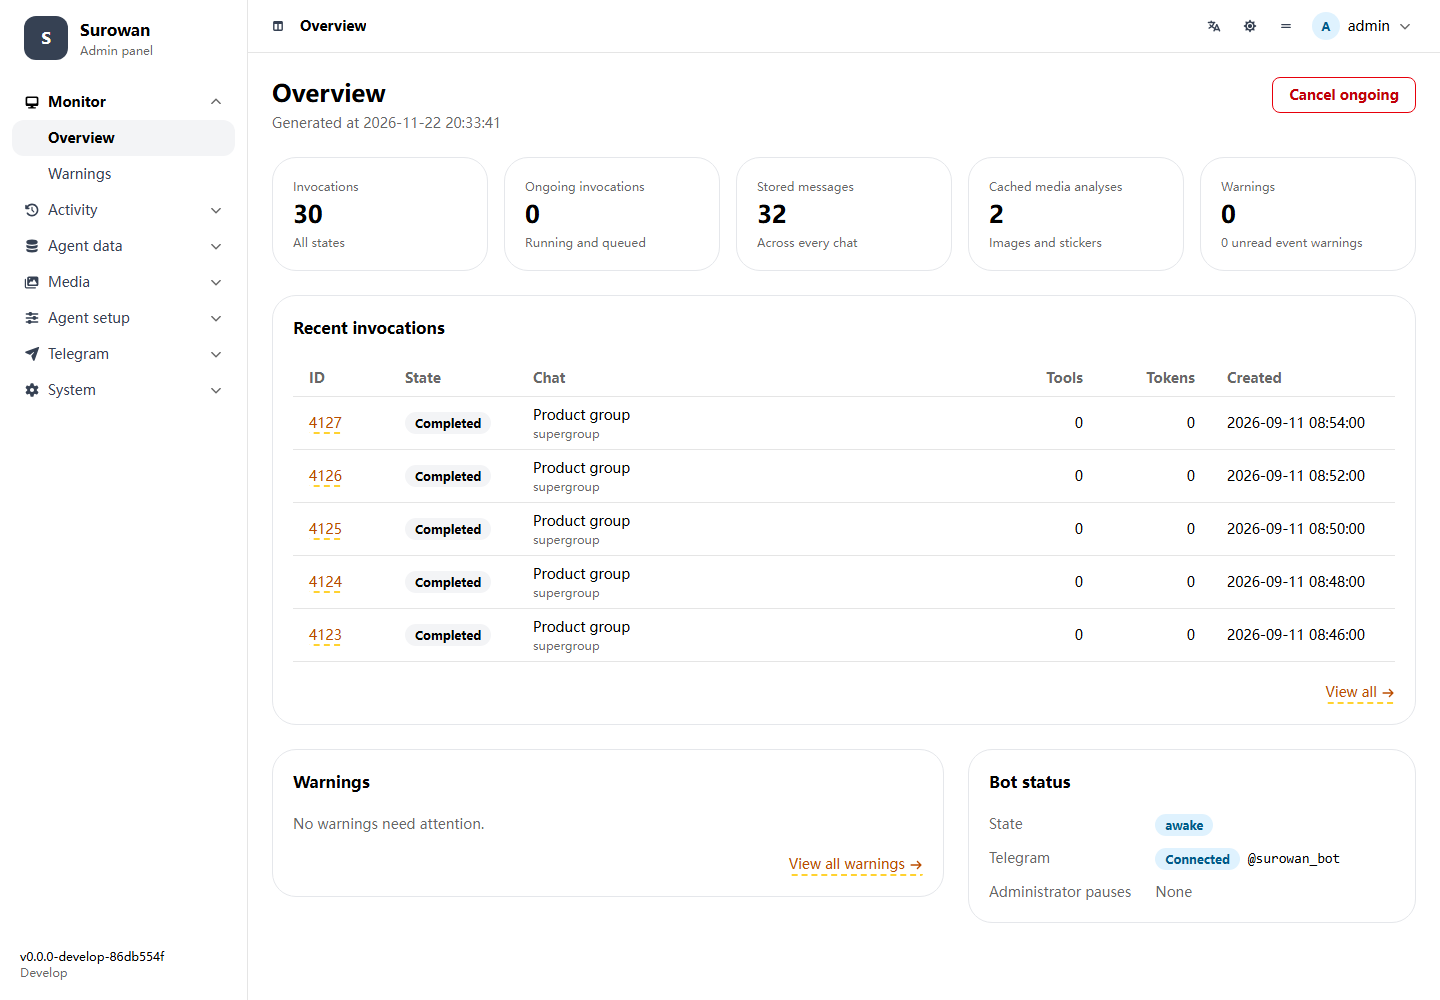 S
Surowan
Admin panel
Monitor
Overview
Warnings
Activity
Agent data
Media
Agent setup
Telegram
System
v0.0.0-develop-86db554f
Develop
Overview
A
admin
Overview
Generated at 2026-11-22 20:33:41
Cancel ongoing
Invocations
30
All states
Ongoing invocations
0
Running and queued
Stored messages
32
Across every chat
Cached media analyses
2
Images and stickers
Warnings
0
0 unread event warnings
Recent invocations
ID State Chat Tools Tokens Created
4127 Completed Product group 0 0 2026-09-11 08:54:00
supergroup
4126 Completed Product group 0 0 2026-09-11 08:52:00
supergroup
4125 Completed Product group 0 0 2026-09-11 08:50:00
supergroup
4124 Completed Product group 0 0 2026-09-11 08:48:00
supergroup
4123 Completed Product group 0 0 2026-09-11 08:46:00
supergroup
View all →
Warnings
No warnings need attention.
View all warnings →
Bot status
State awake
Telegram Connected @surowan_bot
Administrator pauses None